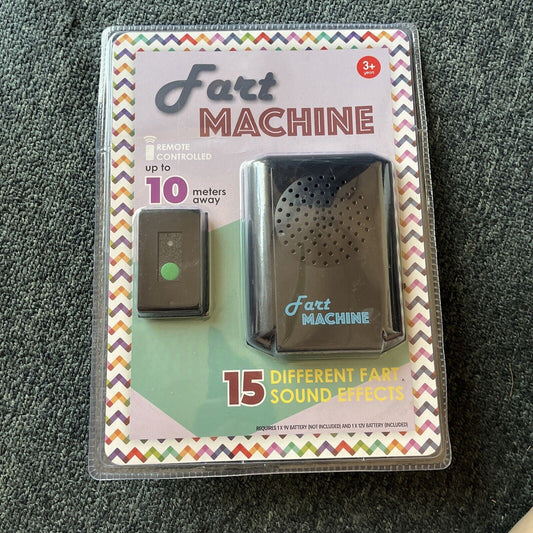 Fart
MACHINE
3+
years
REMOTE
CONTROLLED
up to
10 meters
away
Fart
MACHINE
15 DIFFERENT FART
SOUND EFFECTS
REQUIRES 1 X 9V BATTERY (NOT INCLUDED) AND 1 X 12V BATTERY (INCLUDED)